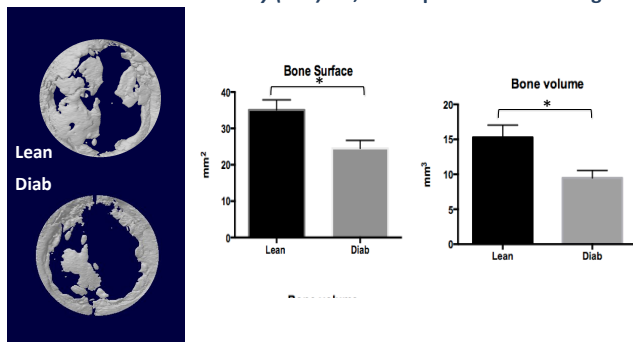 Lean
Diab
Bone Surface
*
40
30
20
10
0
mm²
Lean
Diab
Bone volume
*
20
15
10
5
0
mm³
Lean
Diab